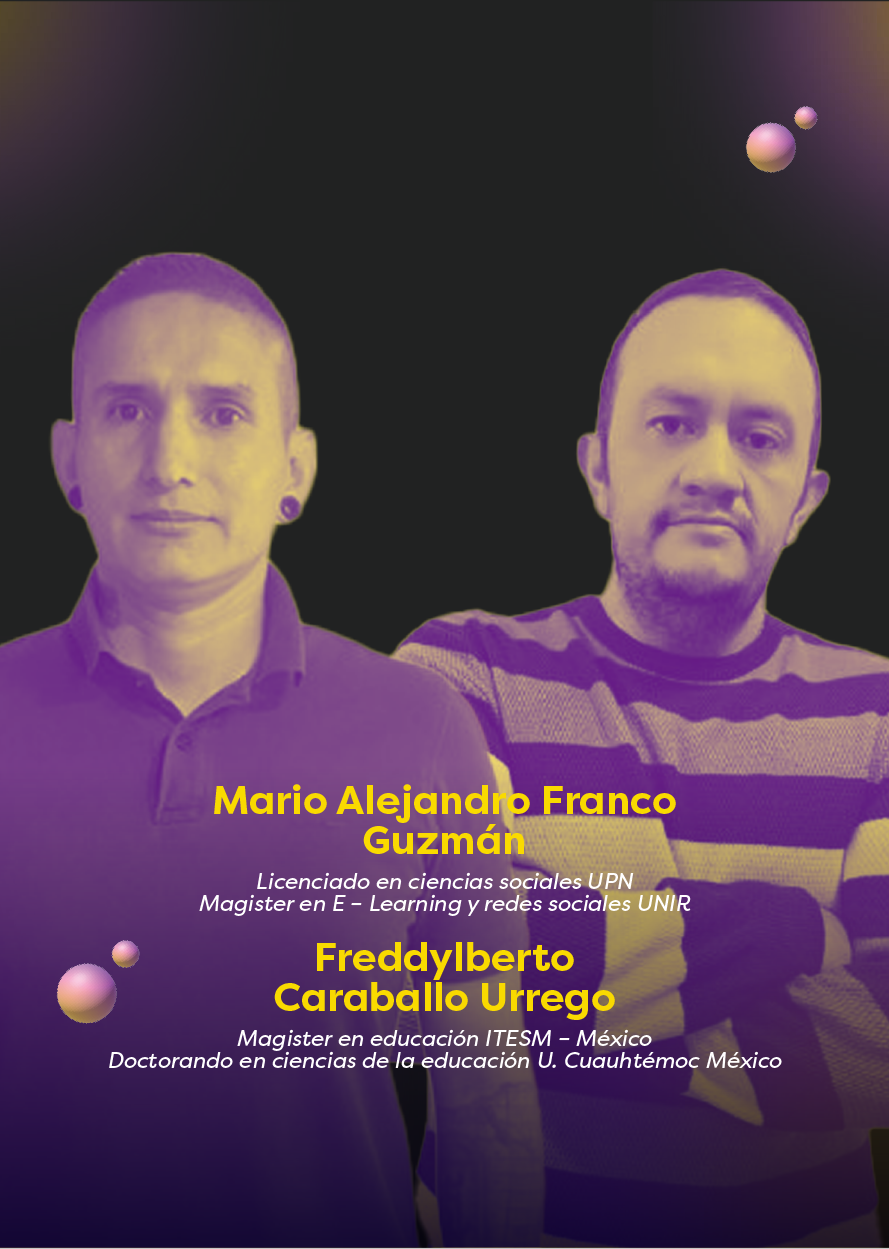 Mario Alejandro Franco
Guzmán
Licenciado en ciencias sociales UPN
Magister en E – Learning y redes sociales UNIR
Freddylberto
Caraballo Urrego
Magister en educación ITESM – México
Doctorando en ciencias de la educación U. Cuauhtémoc México